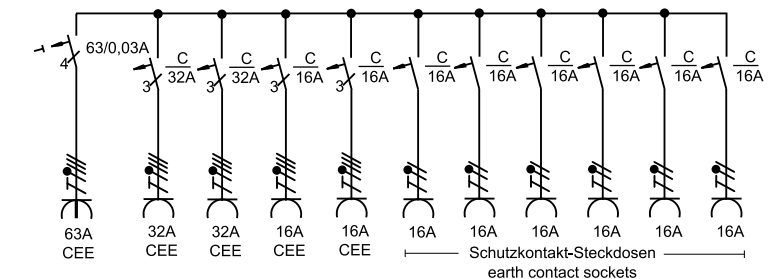 63/0,03A
4
C
32A
3
C
32A
3
C
16A
3
C
16A
3
C
16A
C
16A
C
16A
C
16A
C
16A
C
16A
63A 32A 32A 16A 16A 16A 16A 16A 16A 16A 16A
CEE CEE CEE CEE CEE
Schutzkontakt-Steckdosen
earth contact sockets